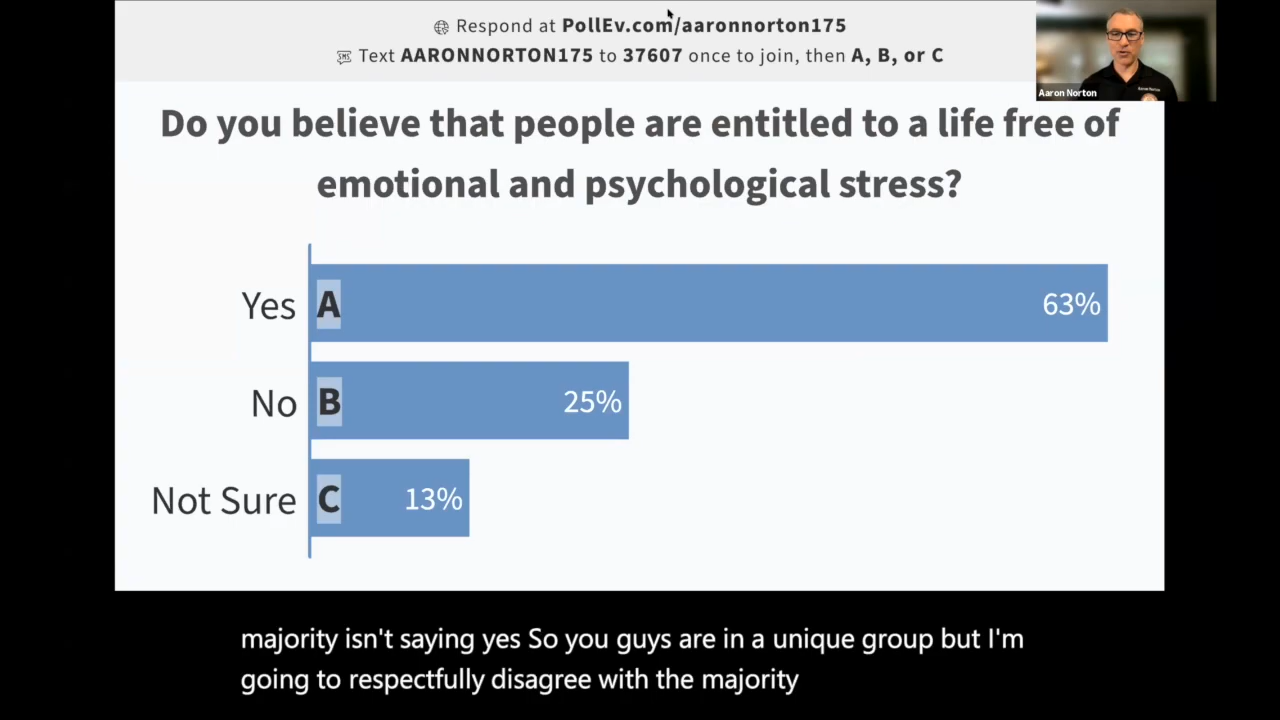 Respond at PollEv.com/aaronnorton175
Text AARONNORTON175 to 37607 once to join, then A, B, or C
Aaron Norton
Do you believe that people are entitled to a life free of
emotional and psychological stress?
Yes A 63%
No B 25%
Not Sure C 13%
majority isn't saying yes So you guys are in a unique group but I'm
going to respectfully disagree with the majority